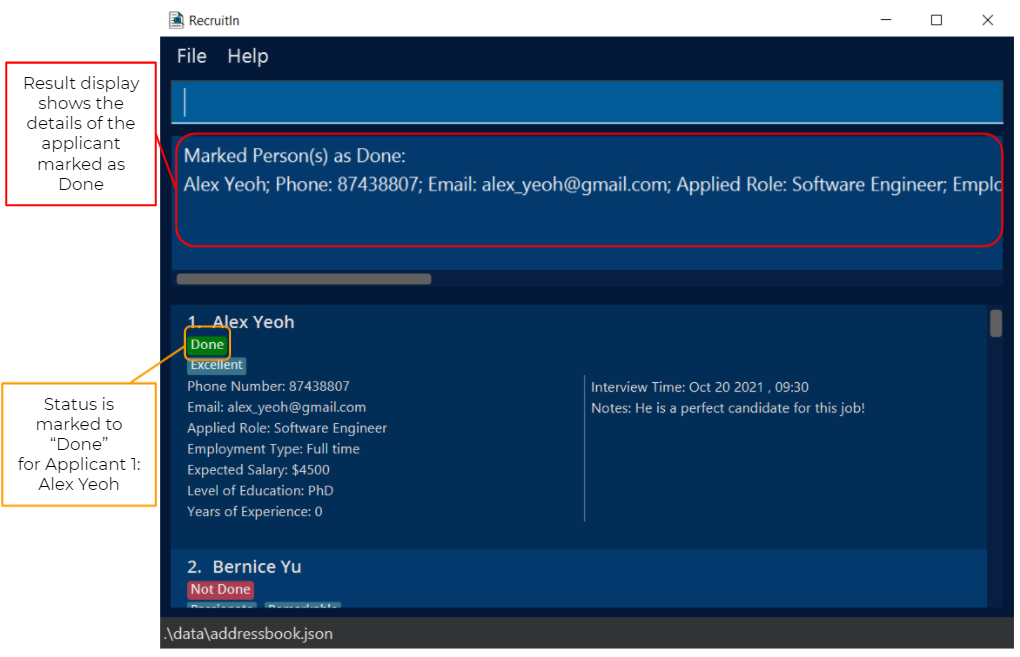 RecruitIn
File Help
Result display
shows the
details of the
applicant
marked as
Done
Marked Person(s) as Done:
Alex Yeoh; Phone: 87438807; Email: alex_yeoh@gmail.com; Applied Role: Software Engineer; Emplo
1. Alex Yeoh
Done
Excellent
Phone Number: 87438807
Email: alex_yeoh@gmail.com
Applied Role: Software Engineer
Employment Type: Full time
Expected Salary: $4500
Level of Education: PhD
Years of Experience: 0
Interview Time: Oct 20 2021 , 09:30
Notes: He is a perfect candidate for this job!
Status is
marked to
“Done”
for Applicant 1:
Alex Yeoh
2. Bernice Yu
Not Done
Passionate Remarkable
.\data\addressbook.json